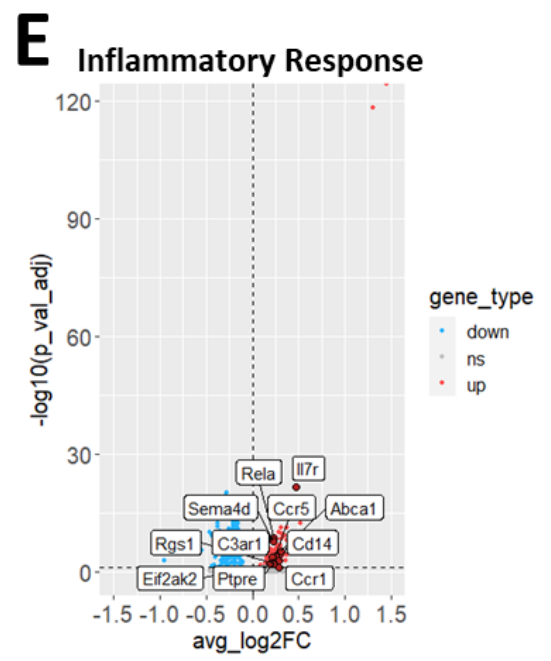 E
Inflammatory Response
120
90
60
30
0
-log10(p_val_adj)
Rela
Il7r
Sema4d
Ccr5
Abca1
Rgs1
C3ar1
Cd14
Eif2ak2
Ptpre
Ccr1
-1.5 -1.0 -0.5 0.0 0.5 1.0 1.5
avg_log2FC
gene_type
down
ns
up